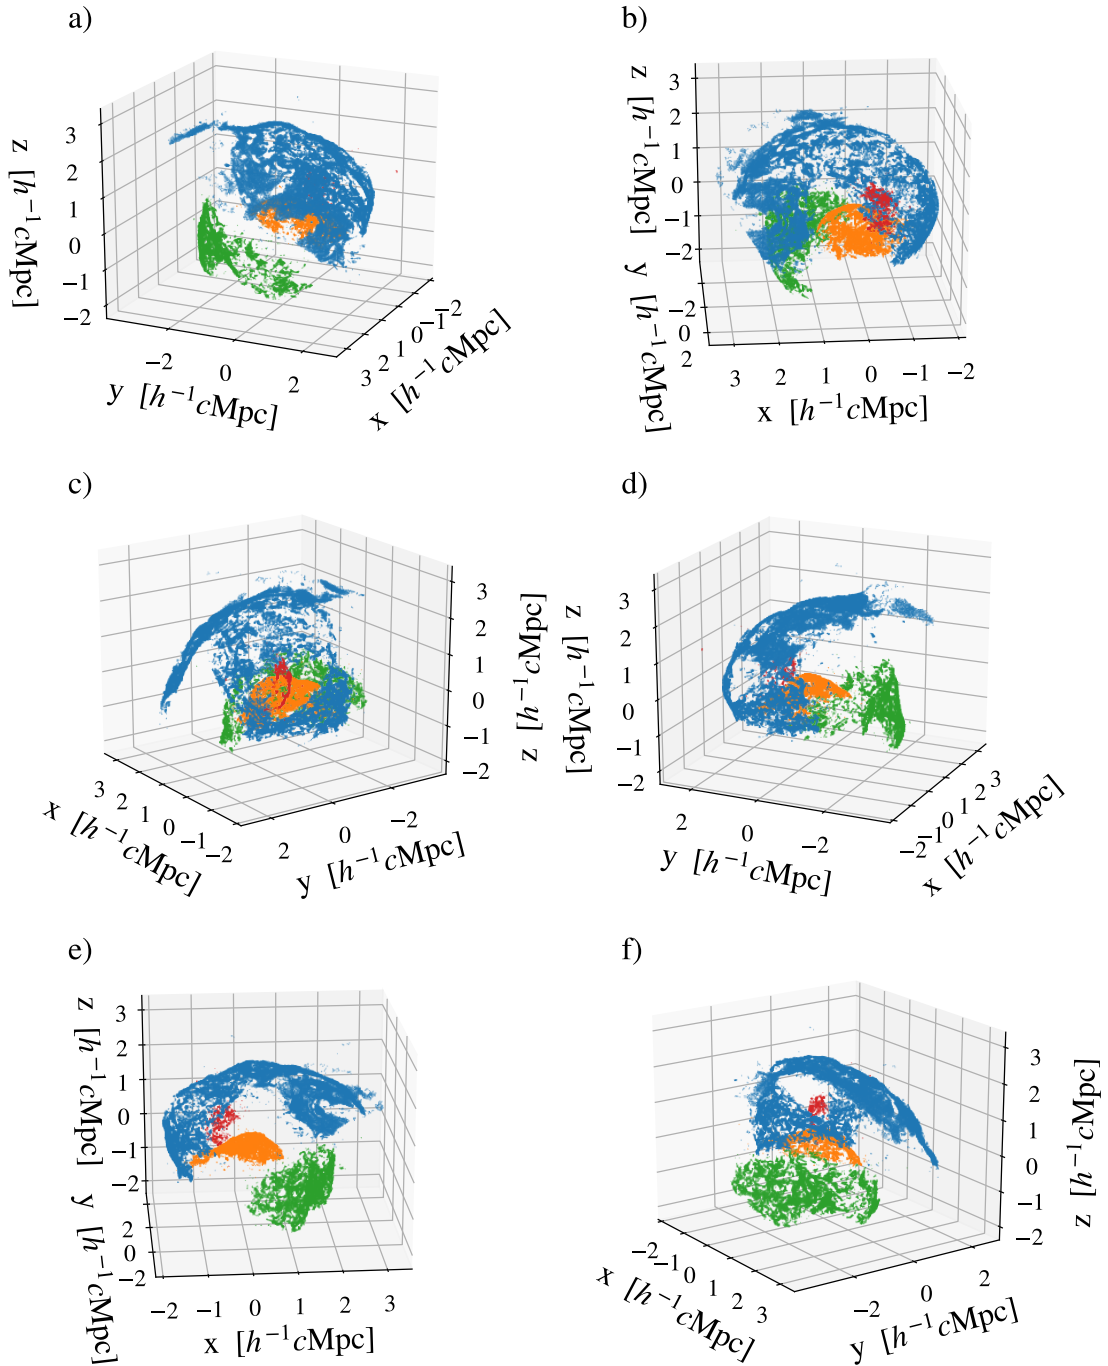 a)
z [h⁻¹cMpc]
3
2
1
0
−1
−2
−2
0
2
y [h⁻¹cMpc]
3 2 1 0 −1 −2
x [h⁻¹cMpc]
b)
z [h⁻¹cMpc]
3
2
1
0
−1
−2
y [h⁻¹cMpc]
−2
0
2
3 2 1 0 −1 −2
x [h⁻¹cMpc]
c)
z [h⁻¹cMpc]
3
2
1
0
−1
−2
3 2 1 0 −1 −2
x [h⁻¹cMpc]
2 0 −2
y [h⁻¹cMpc]
d)
z [h⁻¹cMpc]
3
2
1
0
−1
−2
2 0 −2
y [h⁻¹cMpc]
−2 −1 0 1 2 3
x [h⁻¹cMpc]
e)
z [h⁻¹cMpc]
3
2
1
0
−1
−2
y [h⁻¹cMpc]
2
0
−2
−2 −1 0 1 2 3
x [h⁻¹cMpc]
f)
z [h⁻¹cMpc]
3
2
1
0
−1
−2
−2 −1 0 1 2 3
x [h⁻¹cMpc]
−2 0 2
y [h⁻¹cMpc]